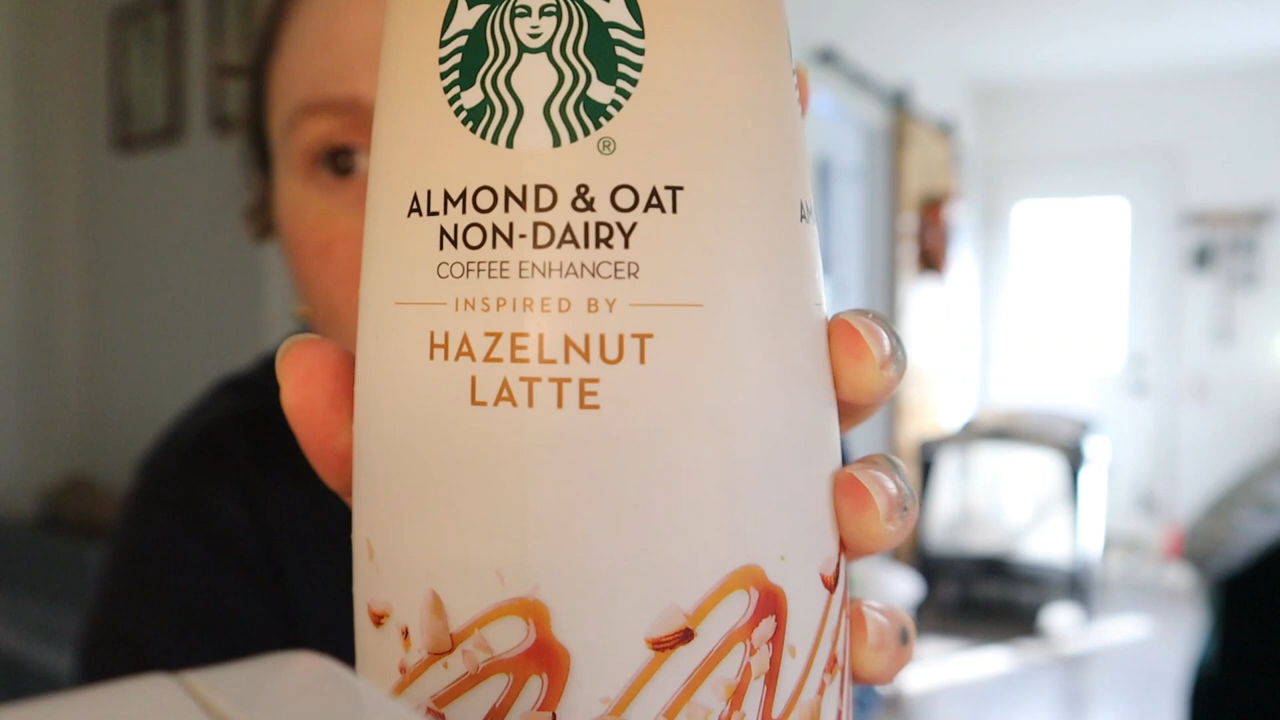 ®
ALMOND & OAT
NON-DAIRY
COFFEE ENHANCER
INSPIRED BY
HAZELNUT
LATTE